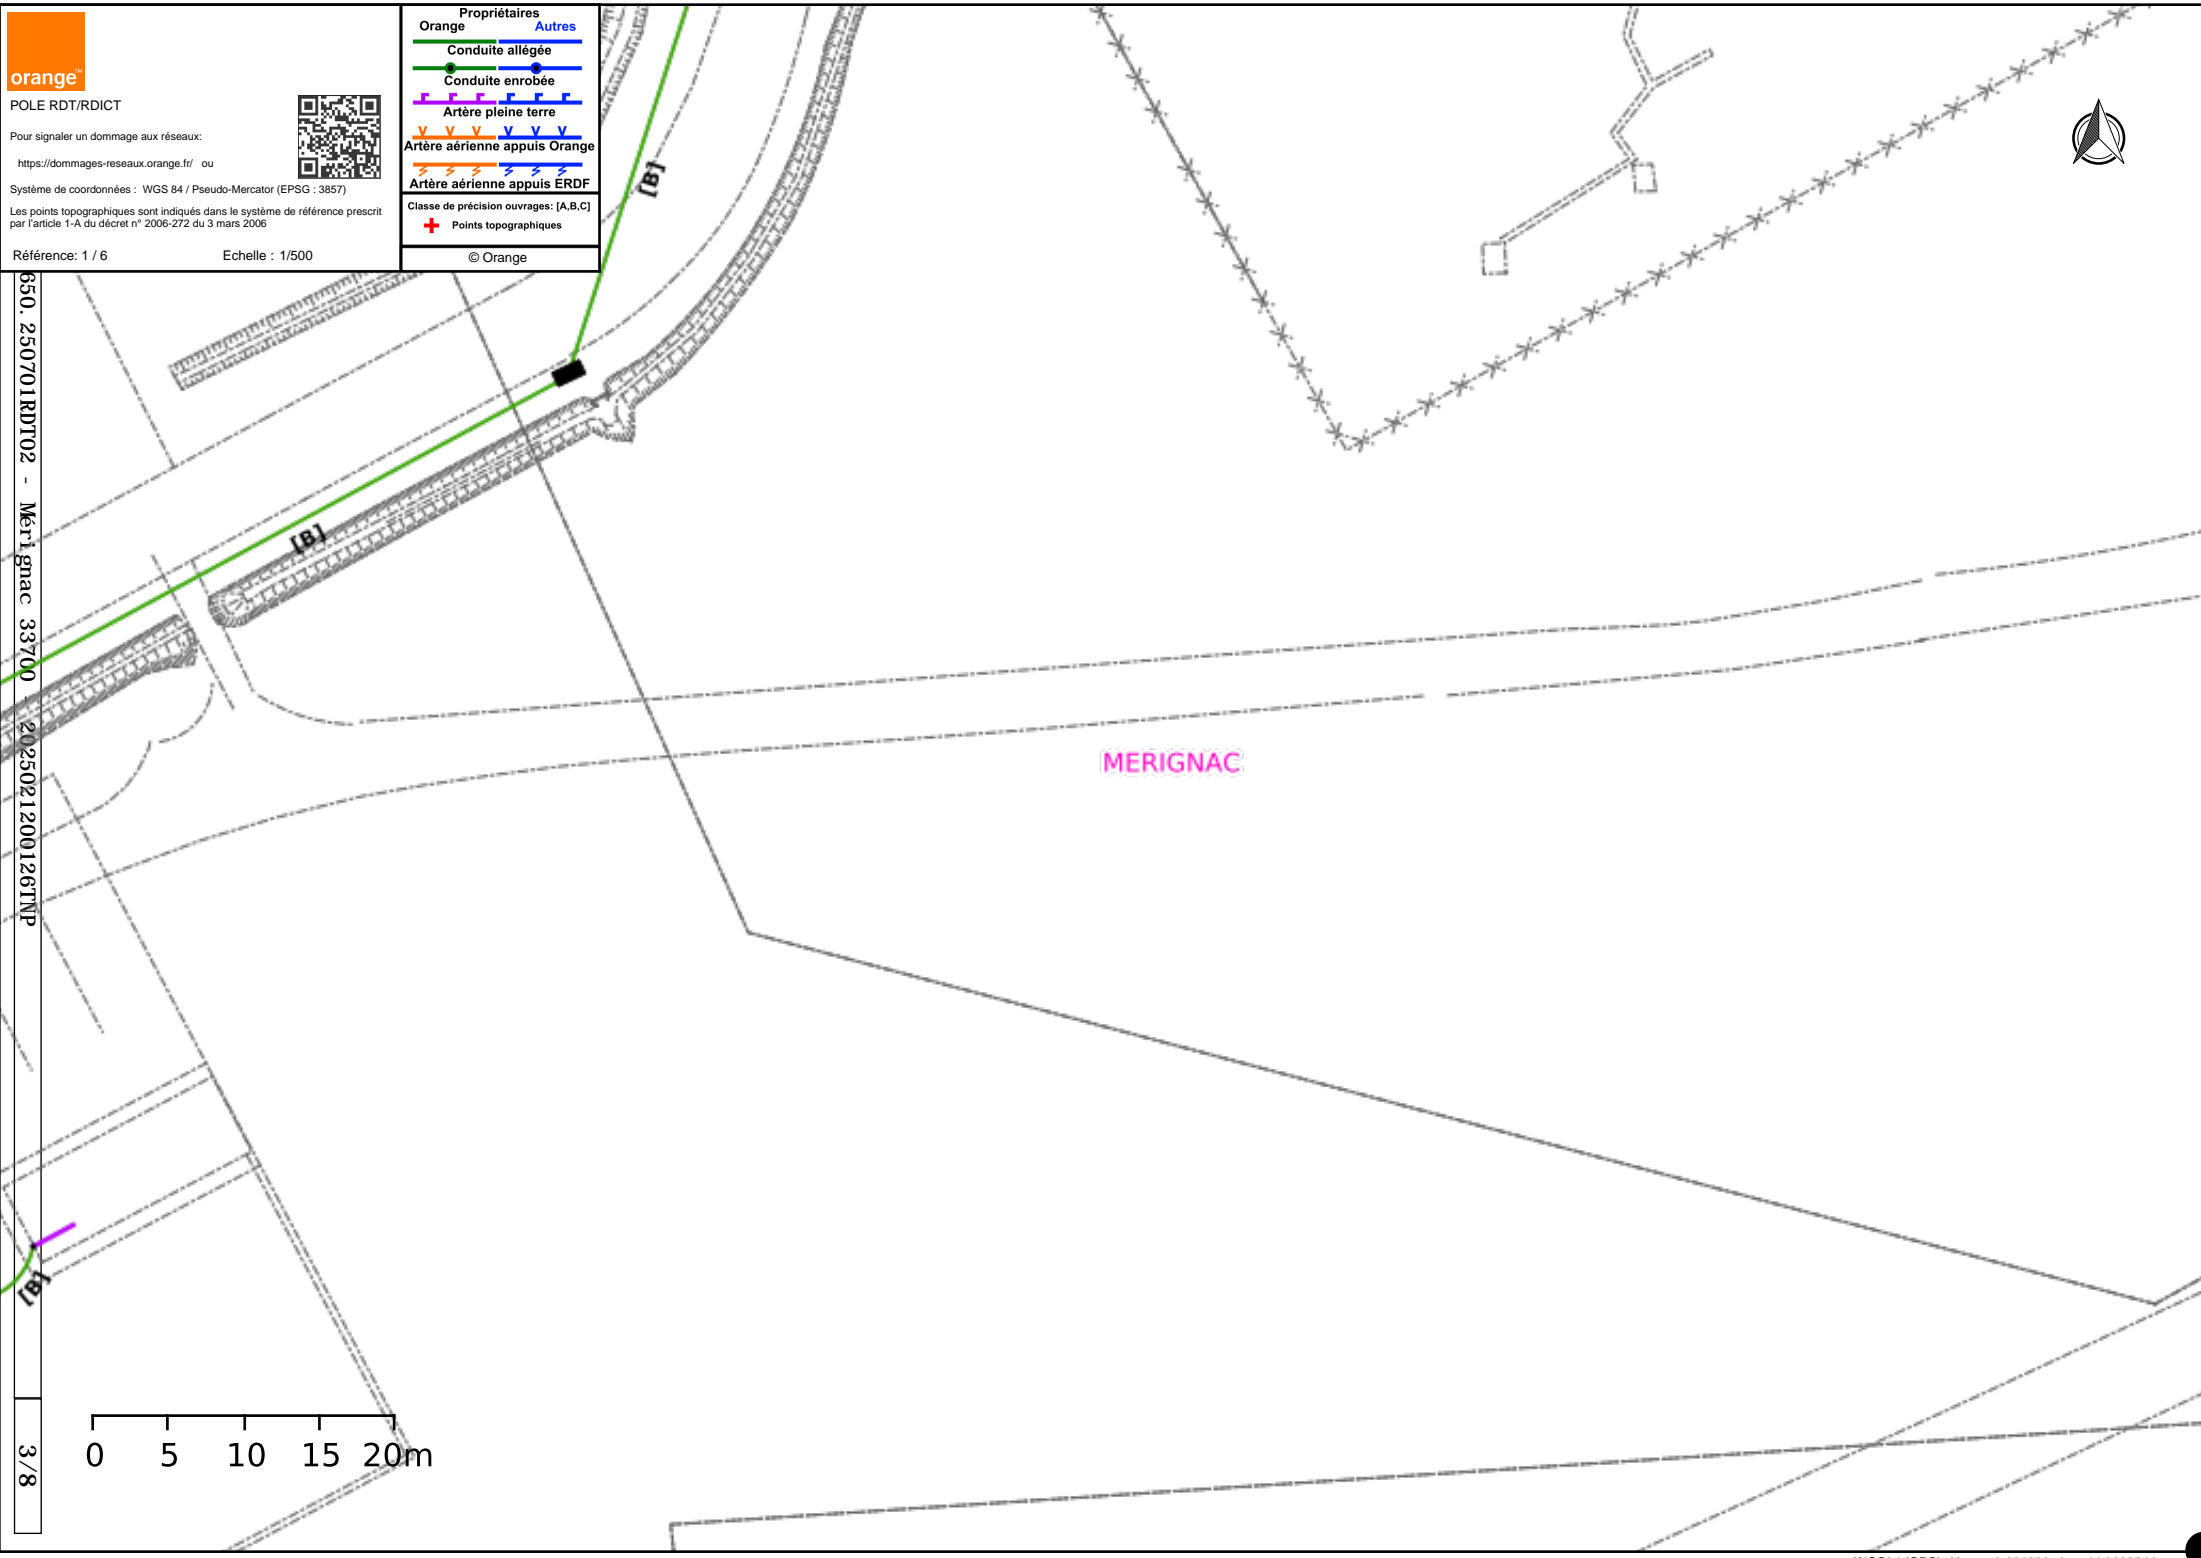 orange™
POLE RDT/RDICT
Pour signaler un dommage aux réseaux:
https://dommages-reseaux.orange.fr/ ou
Système de coordonnées : WGS 84 / Pseudo-Mercator (EPSG : 3857)
Les points topographiques sont indiqués dans le système de référence prescrit
par l'article 1-A du décret n° 2006-272 du 3 mars 2006
Référence: 1 / 6 Echelle : 1/500
Propriétaires
Orange Autres
Conduite allégée
Conduite enrobée
Artère pleine terre
Artère aérienne appuis Orange
Artère aérienne appuis ERDF
Classe de précision ouvrages: [A,B,C]
Points topographiques
© Orange
650. 250701RDT02 - Mérignac 33700 - 2025021200126TNP
3/8
[B]
[B]
MERIGNAC
[B]
0 5 10 15 20m